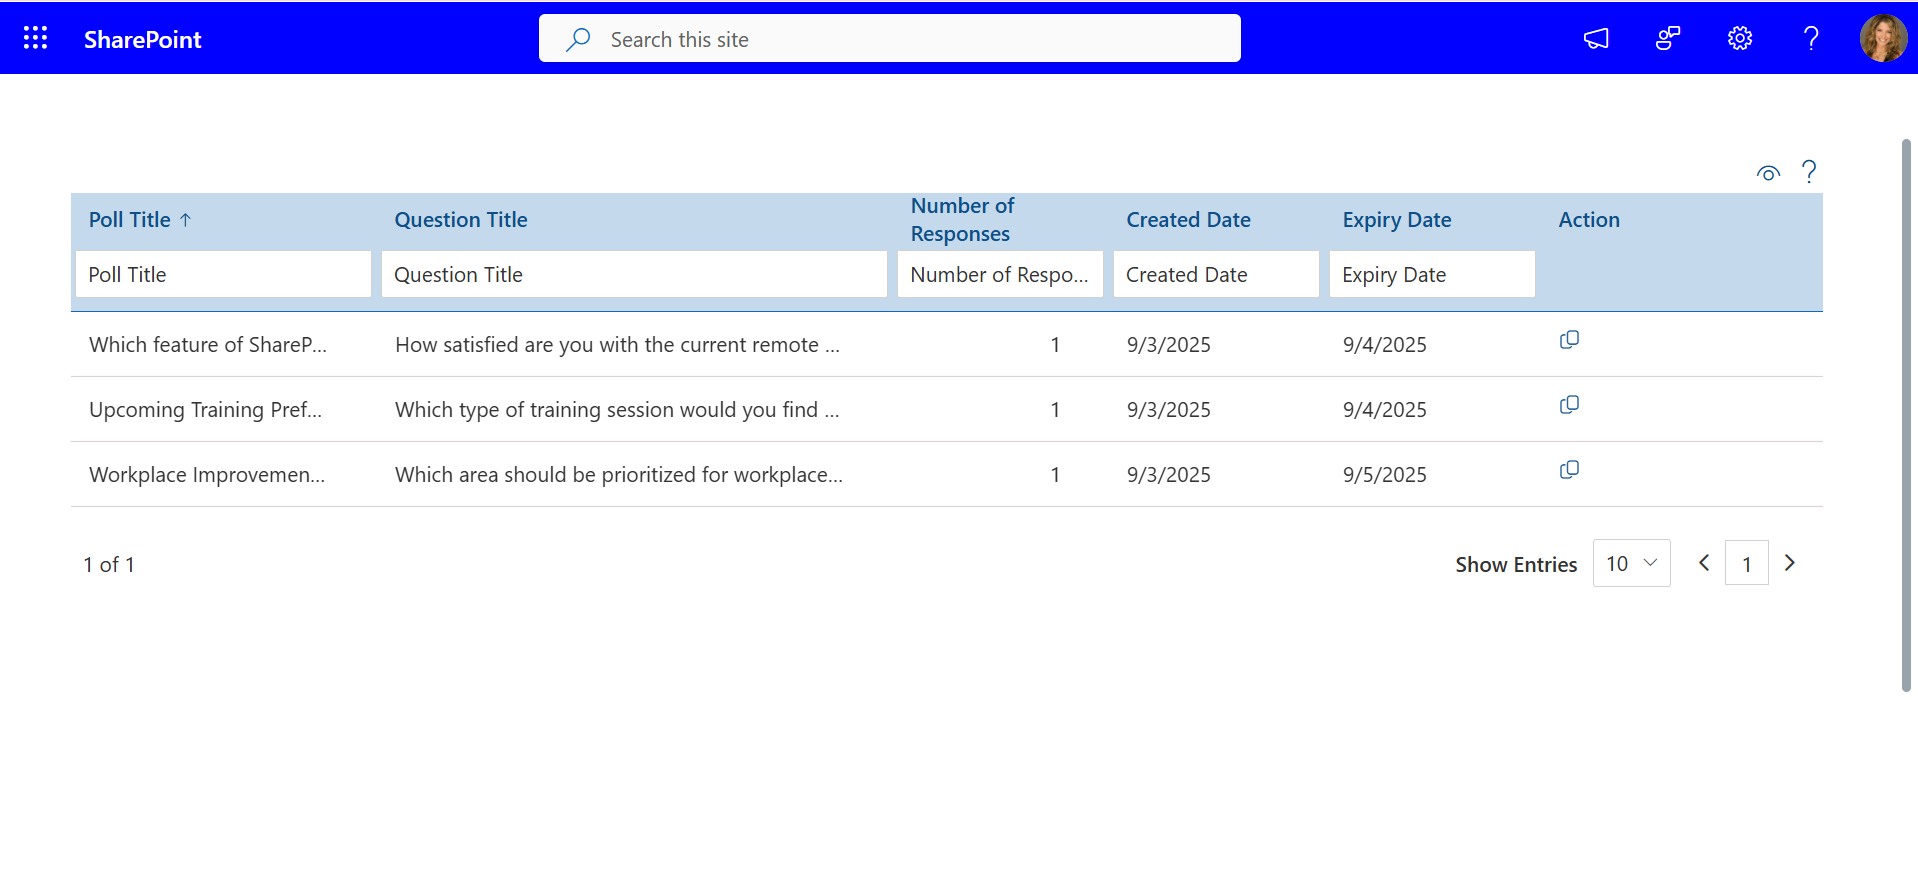 SharePoint
Search this site
Poll Title ↑ Question Title Number of Responses Created Date Expiry Date Action
Poll Title Question Title Number of Respo... Created Date Expiry Date
Which feature of ShareP... How satisfied are you with the current remote ... 1 9/3/2025 9/4/2025
Upcoming Training Pref... Which type of training session would you find ... 1 9/3/2025 9/4/2025
Workplace Improvemen... Which area should be prioritized for workplace... 1 9/3/2025 9/5/2025
1 of 1 Show Entries 10 1